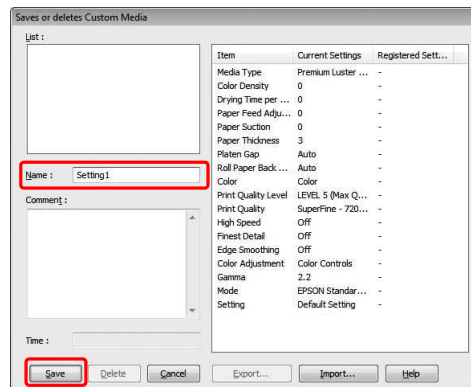 Saves or deletes Custom Media
List :
Item Current Settings Registered Sett...
Media Type Premium Luster ... -
Color Density 0 -
Drying Time per ... 0 -
Paper Feed Adju... 0 -
Paper Suction 0 -
Paper Thickness 3 -
Platen Gap Auto -
Roll Paper Back ... Auto -
Color Color -
Print Quality Level LEVEL 5 (Max Q... -
Print Quality SuperFine - 720... -
High Speed Off -
Finest Detail Off -
Edge Smoothing Off -
Color Adjustment Color Controls -
Gamma 2.2 -
Mode EPSON Standar... -
Setting Default Setting -
Name : Setting1
Comment :
Time :
Save Delete Cancel Export... Import... Help